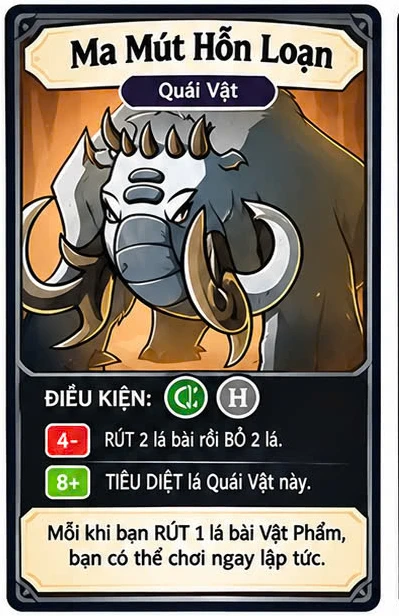 Ma Mút Hỗn Loạn
Quái Vật
ĐIỀU KIỆN: H
4- RÚT 2 lá bài rồi BỎ 2 lá.
8+ TIÊU DIỆT lá Quái Vật này.
Mỗi khi bạn RÚT 1 lá bài Vật Phẩm,
bạn có thể chơi ngay lập tức.